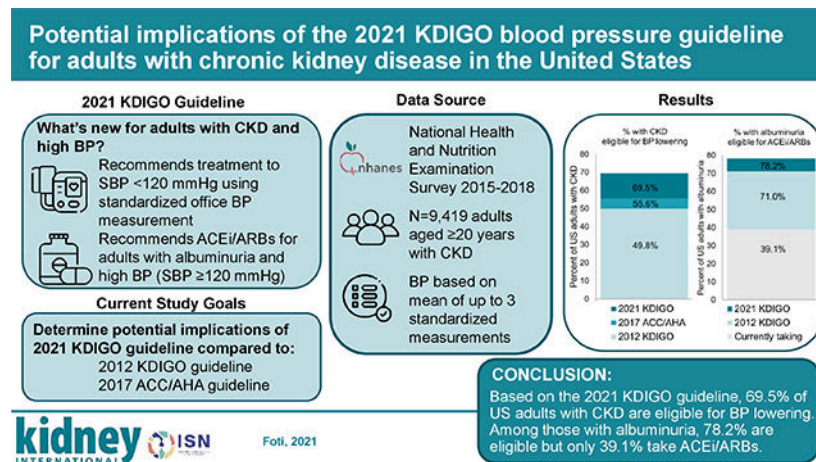 Potential implications of the 2021 KDIGO blood pressure guideline
for adults with chronic kidney disease in the United States
2021 KDIGO Guideline
What's new for adults with CKD and
high BP?
Recommends treatment to
SBP <120 mmHg using
standardized office BP
measurement
Recommends ACEi/ARBs for
adults with albuminuria and
high BP (SBP ≥120 mmHg)
Current Study Goals
Determine potential implications of
2021 KDIGO guideline compared to:
2012 KDIGO guideline
2017 ACC/AHA guideline
Data Source
nhanes
National Health
and Nutrition
Examination
Survey 2015-2018
N=9,419 adults
aged ≥20 years
with CKD
BP based on
mean of up to 3
standardized
measurements
Results
% with CKD
eligible for BP lowering
Percent of US adults with CKD
80
70
60
50
40
30
20
10
0
69.5%
55.6%
49.8%
2021 KDIGO
2017 ACC/AHA
2012 KDIGO
% with albuminuria
eligible for ACEi/ARBs
Percent of US adults with albuminuria
80
70
60
50
40
30
20
10
0
78.2%
71.0%
39.1%
2021 KDIGO
2012 KDIGO
Currently taking
CONCLUSION:
Based on the 2021 KDIGO guideline, 69.5% of
US adults with CKD are eligible for BP lowering.
Among those with albuminuria, 78.2% are
eligible but only 39.1% take ACEi/ARBs.
kidney
INTERNATIONAL
ISN
Foti, 2021